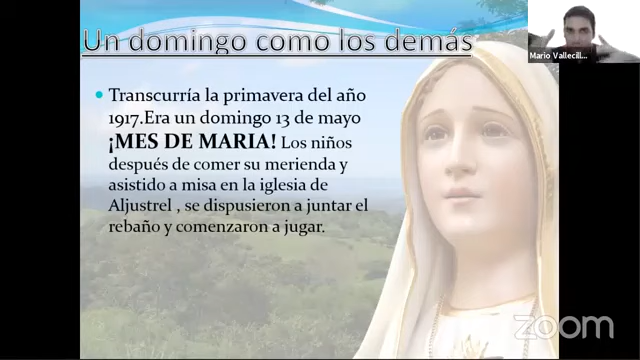 Un domingo como los demás
Mario Vallecill...
• Transcurría la primavera del año
1917.Era un domingo 13 de mayo
¡MES DE MARIA! Los niños
después de comer su merienda y
asistido a misa en la iglesia de
Aljustrel , se dispusieron a juntar el
rebaño y comenzaron a jugar.
zoom